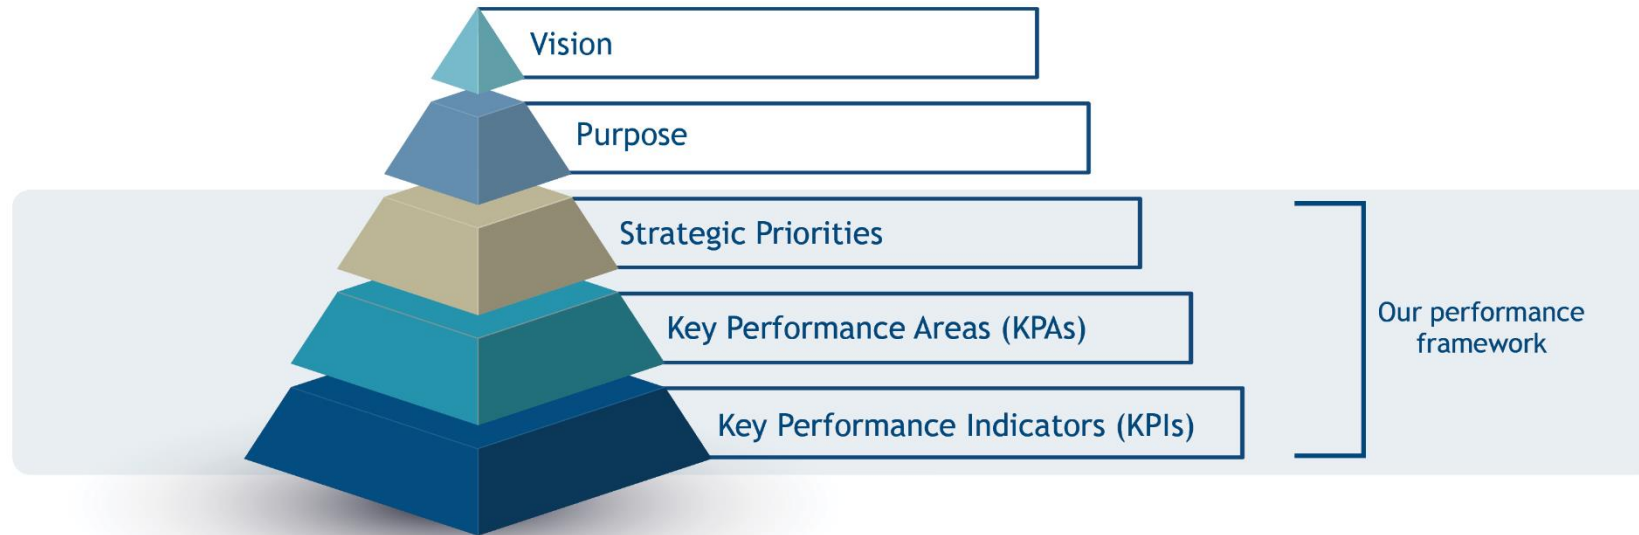 Vision
Purpose
Strategic Priorities
Key Performance Areas (KPAs)
Key Performance Indicators (KPIs)
Our performance
framework